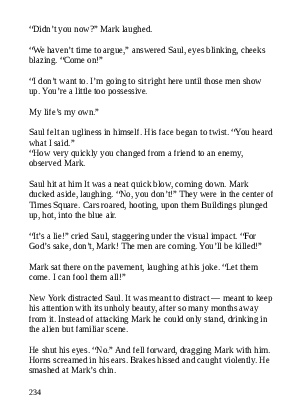 “Didn’t you now?” Mark laughed.
“We haven’t time to argue,” answered Saul, eyes blinking, cheeks
blazing. “Come on!”
“I don’t want to. I’m going to sit right here until those men show
up. You’re a little too possessive.
My life’s my own.”
Saul felt an ugliness in himself. His face began to twist. “You heard
what I said.”
“How very quickly you changed from a friend to an enemy,
observed Mark.
Saul hit at him It was a neat quick blow, coming down. Mark
ducked aside, laughing. “No, you don’t!” They were in the center of
Times Square. Cars roared, hooting, upon them Buildings plunged
up, hot, into the blue air.
“It’s a lie!” cried Saul, staggering under the visual impact. “For
God’s sake, don’t, Mark! The men are coming. You’ll be killed!”
Mark sat there on the pavement, laughing at his joke. “Let them
come. I can fool them all!”
New York distracted Saul. It was meant to distract — meant to keep
his attention with its unholy beauty, after so many months away
from it. Instead of attacking Mark he could only stand, drinking in
the alien but familiar scene.
He shut his eyes. “No.” And fell forward, dragging Mark with him.
Horns screamed in his ears. Brakes hissed and caught violently. He
smashed at Mark’s chin.
234